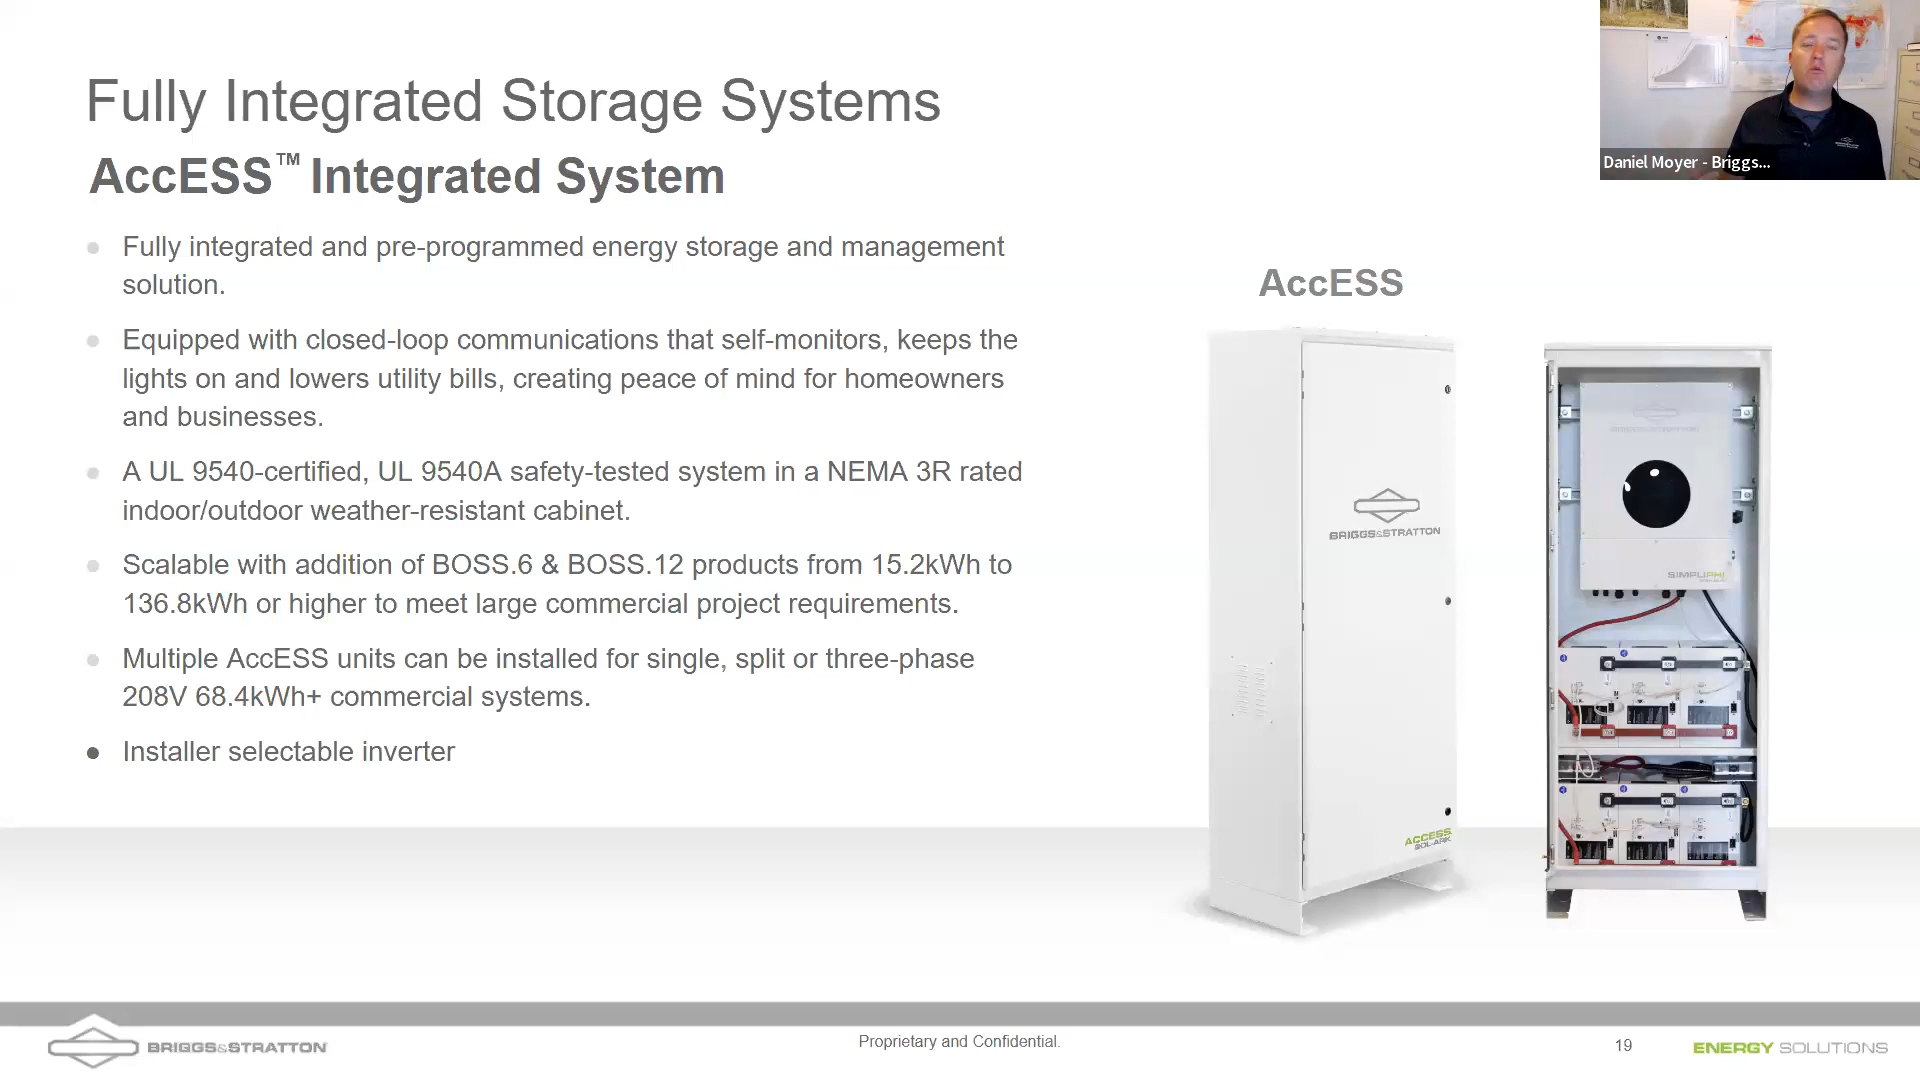 Fully Integrated Storage Systems
AccESS™ Integrated System
Fully integrated and pre-programmed energy storage and management
solution.
Equipped with closed-loop communications that self-monitors, keeps the
lights on and lowers utility bills, creating peace of mind for homeowners
and businesses.
A UL 9540-certified, UL 9540A safety-tested system in a NEMA 3R rated
indoor/outdoor weather-resistant cabinet.
Scalable with addition of BOSS.6 & BOSS.12 products from 15.2kWh to
136.8kWh or higher to meet large commercial project requirements.
Multiple AccESS units can be installed for single, split or three-phase
208V 68.4kWh+ commercial systems.
Installer selectable inverter
Daniel Moyer - Briggs...
AccESS
BRIGGS&STRATTON
ACCESS
SOL-ARK
BRIGGS&STRATTON
SIMPLIPHI
BRIGGS&STRATTON
Proprietary and Confidential.
19
ENERGY SOLUTIONS